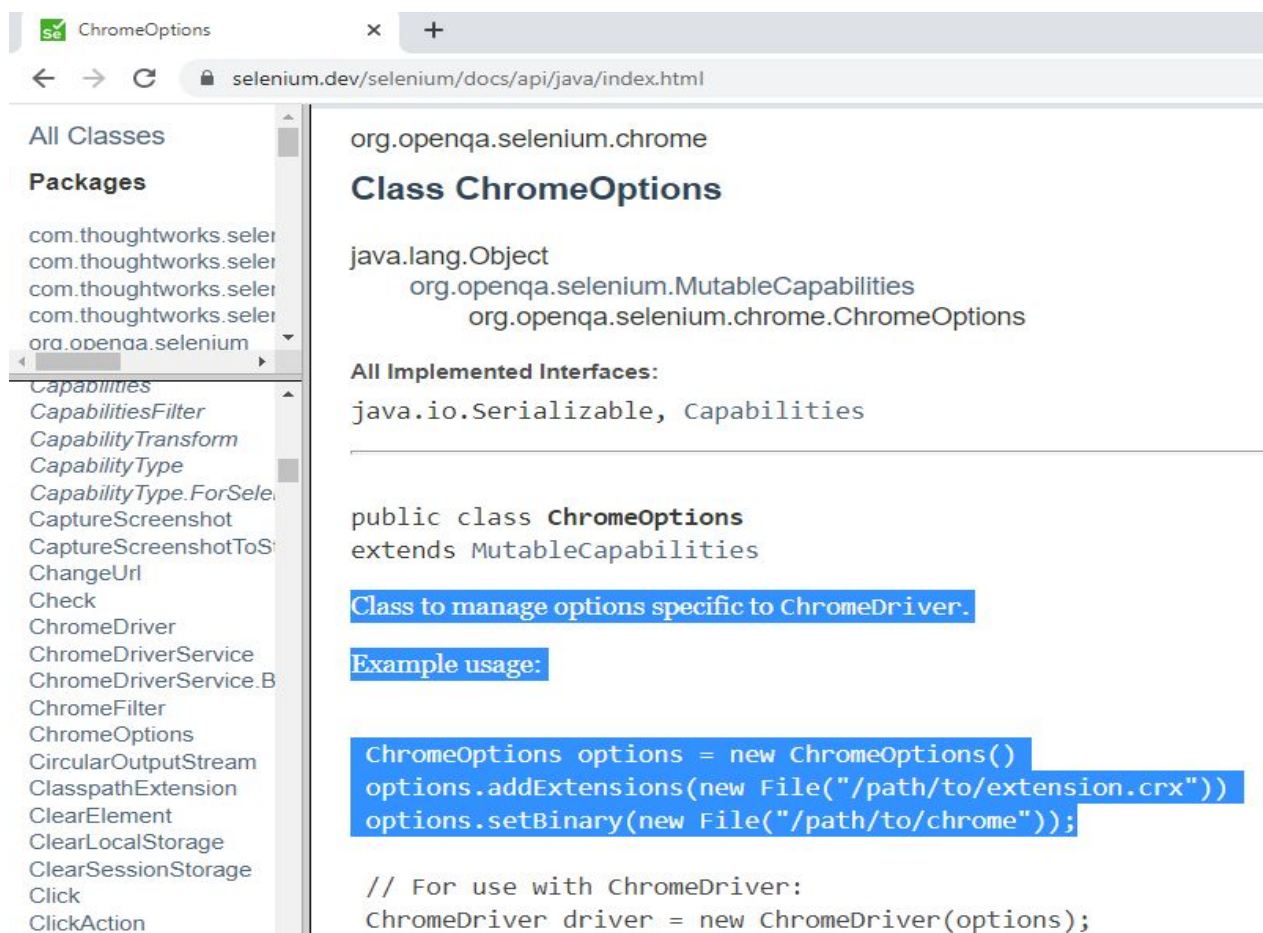 Se ChromeOptions
selenium.dev/selenium/docs/api/java/index.html
All Classes
Packages
com.thoughtworks.seler
com.thoughtworks.seler
com.thoughtworks.seler
com.thoughtworks.seler
org.openqa.selenium
Capabilities
CapabilitiesFilter
CapabilityTransform
CapabilityType
CapabilityType.ForSele
CaptureScreenshot
CaptureScreenshotToS
ChangeUrl
Check
ChromeDriver
ChromeDriverService
ChromeDriverService.B
ChromeFilter
ChromeOptions
CircularOutputStream
ClasspathExtension
ClearElement
ClearLocalStorage
ClearSessionStorage
Click
ClickAction
org.openqa.selenium.chrome
Class ChromeOptions
java.lang.Object
org.openqa.selenium.MutableCapabilities
org.openqa.selenium.chrome.ChromeOptions
All Implemented Interfaces:
java.io.Serializable, Capabilities
public class ChromeOptions
extends MutableCapabilities
Class to manage options specific to ChromeDriver.
Example usage:
ChromeOptions options = new ChromeOptions()
options.addExtensions(new File("/path/to/extension.crx"))
options.setBinary(new File("/path/to/chrome"));
// For use with ChromeDriver:
ChromeDriver driver = new ChromeDriver(options);